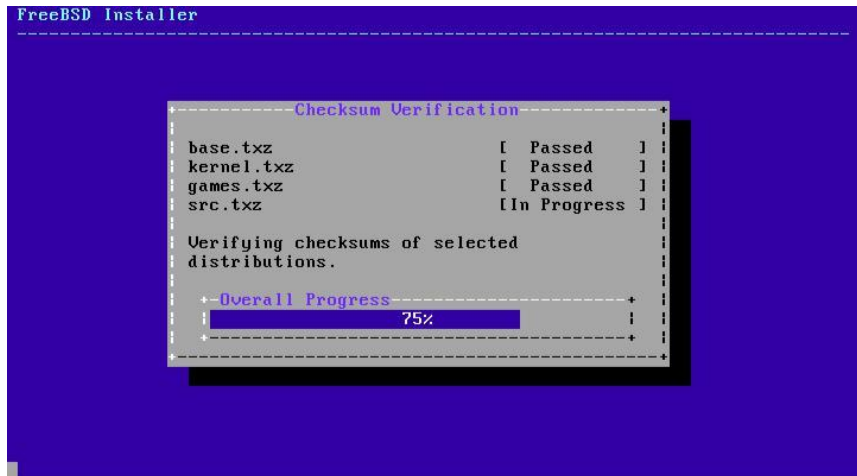 FreeBSD Installer
Checksum Verification
base.txz [ Passed ]
kernel.txz [ Passed ]
games.txz [ Passed ]
src.txz [In Progress ]
Verifying checksums of selected
distributions.
Overall Progress
75%